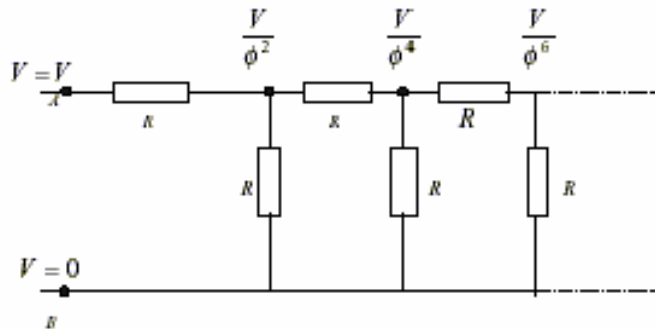 V/ϕ² V/ϕ⁴ V/ϕ⁶
V = V
A
R R R
R R R
V = 0
B